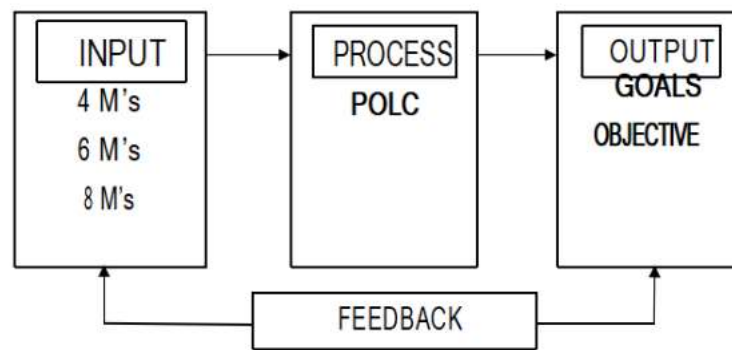 INPUT
4 M's
6 M's
8 M's
PROCESS
POLC
OUTPUT
GOALS
OBJECTIVE
FEEDBACK